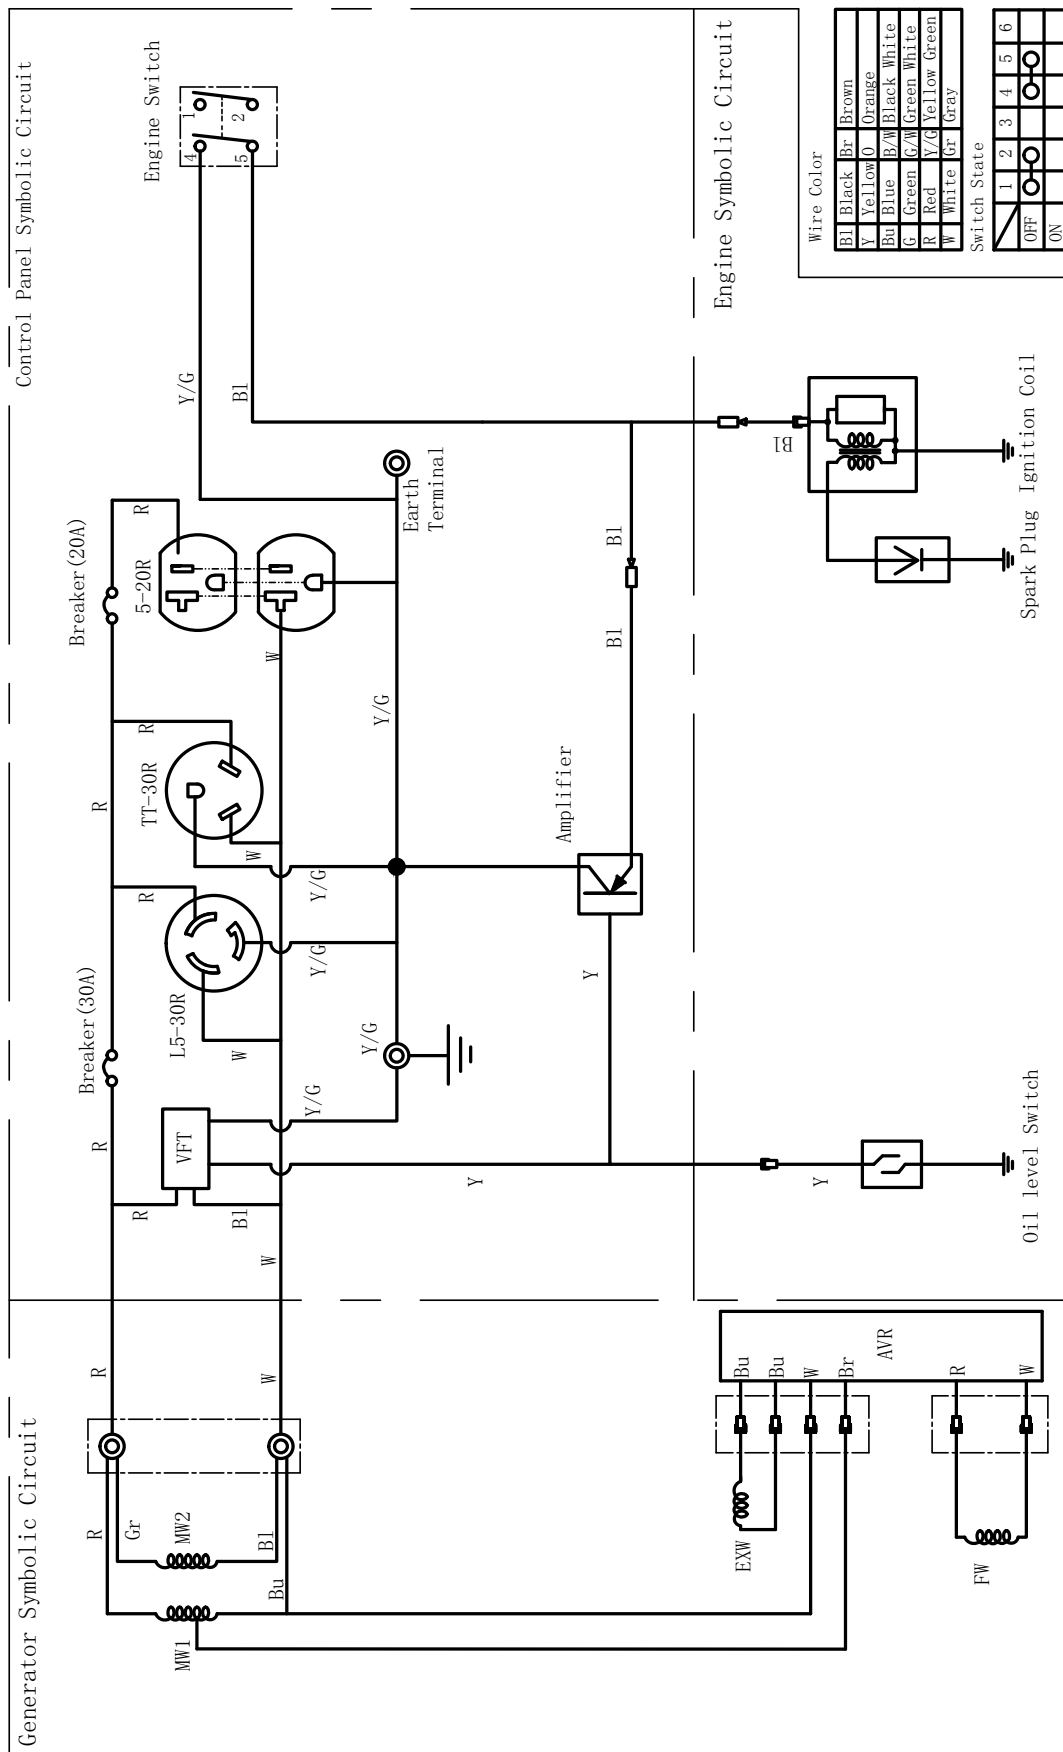 Generator Symbolic Circuit
Control Panel Symbolic Circuit
Engine Symbolic Circuit
Breaker(30A)
Breaker(20A)
Engine Switch
R
R
R
R
R
Gr
MW2
MW1
Bl
Bu
W
R
Bl
VFT
W
Y/G
L5-30R
R
W
Y/G
TT-30R
R
W
Y/G
5-20R
R
W
Y/G
Y/G
Earth
Terminal
4
1
5
2
Y/G
Bl
Y
Y
Amplifier
Bl
Bl
Bl
Y
Oil level Switch
Spark Plug
Ignition Coil
EXW
FW
Bu
Bu
W
Br
AVR
R
W
Wire Color
Bl Black Br Brown
Y Yellow O Orange
Bu Blue B/W Black White
G Green G/W Green White
R Red Y/G Yellow Green
W White Gr Gray
Switch State
1 2 3 4 5 6
OFF
ON